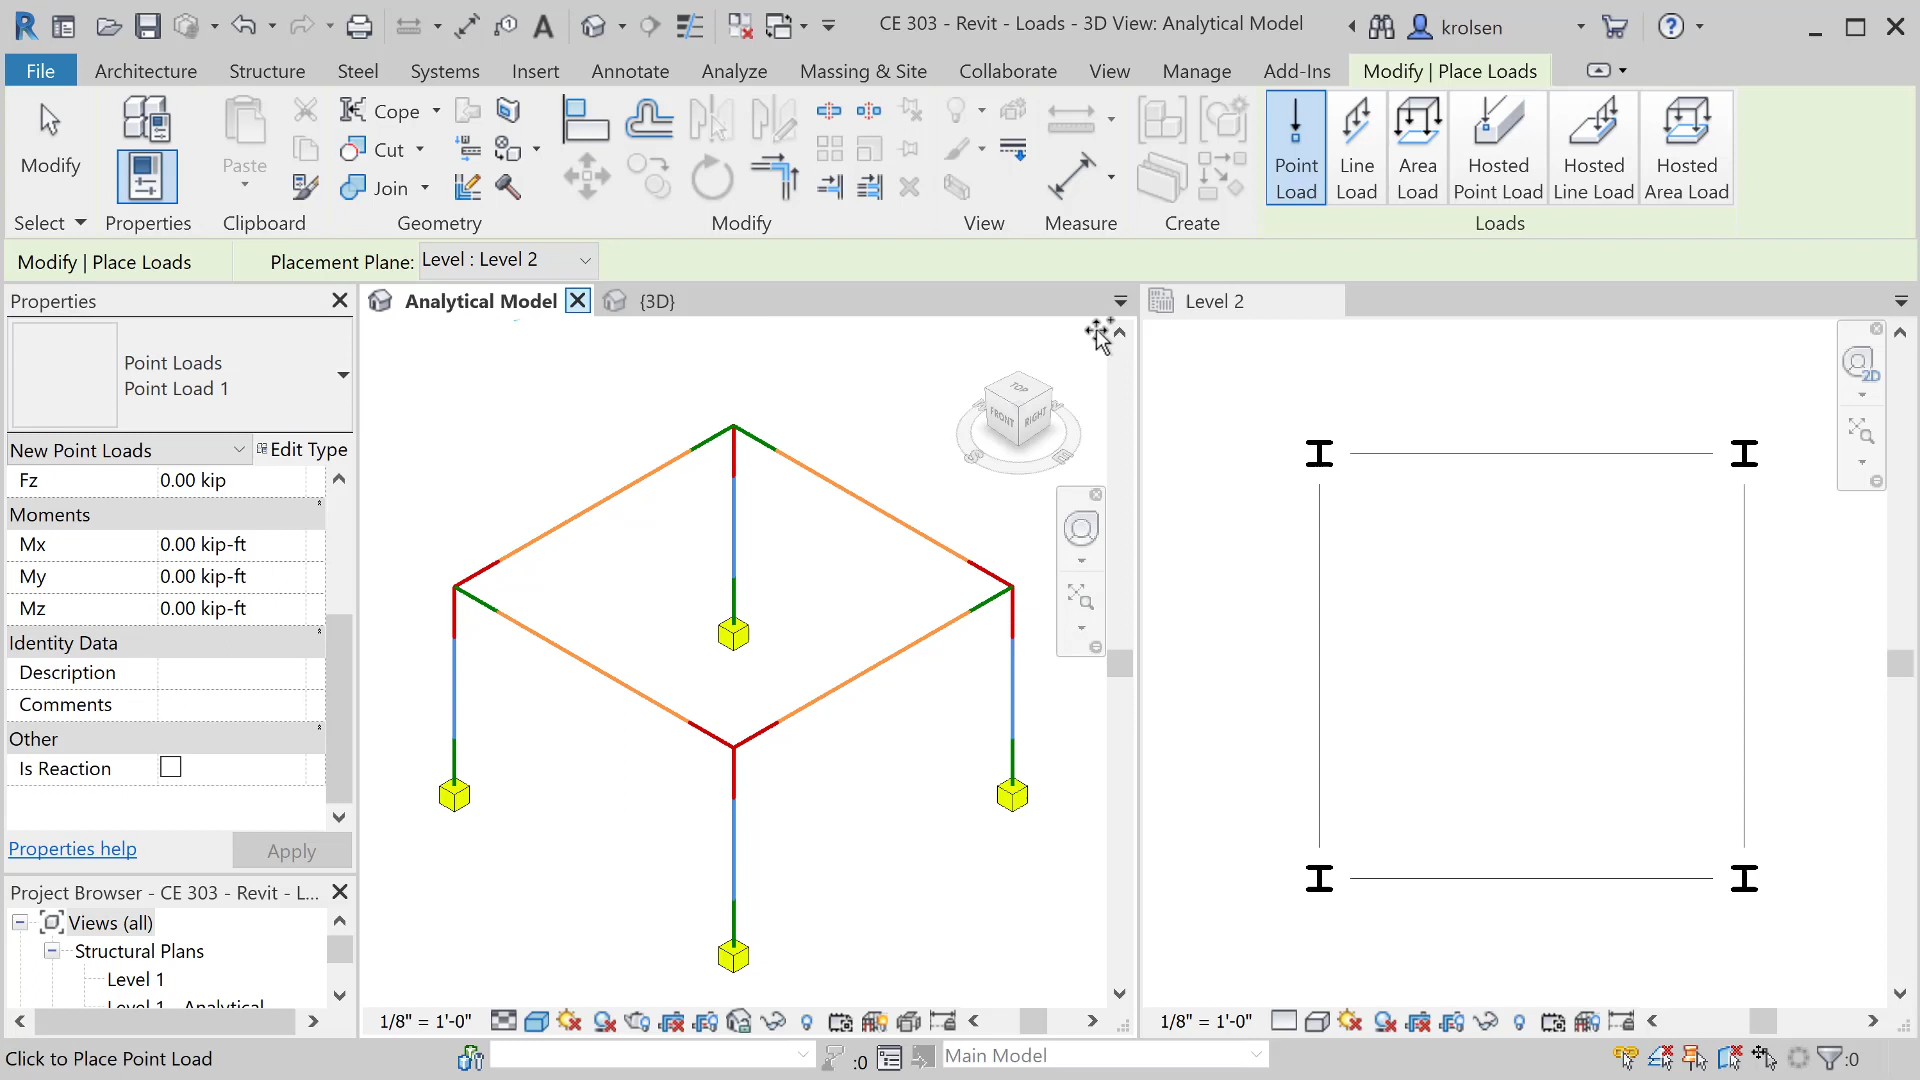 CE 303 - Revit - Loads - 3D View: Analytical Model
krolsen
File
Architecture
Structure
Steel
Systems
Insert
Annotate
Analyze
Massing & Site
Collaborate
View
Manage
Add-Ins
Modify | Place Loads
Modify
Paste
Cope
Cut
Join
Point Load
Line Load
Area Load
Hosted Point Load
Hosted Line Load
Hosted Area Load
Select
Properties
Clipboard
Geometry
Modify
View
Measure
Create
Loads
Modify | Place Loads
Placement Plane:
Level : Level 2
Properties
Point Loads
Point Load 1
New Point Loads
Edit Type
Fz 0.00 kip
Moments
Mx 0.00 kip-ft
My 0.00 kip-ft
Mz 0.00 kip-ft
Identity Data
Description
Comments
Other
Is Reaction
Properties help
Apply
Project Browser - CE 303 - Revit - L...
Views (all)
Structural Plans
Level 1
Level 1 - Analytical
Analytical Model
{3D}
TOP
FRONT
RIGHT
1/8" = 1'-0"
Level 2
2D
1/8" = 1'-0"
Click to Place Point Load
:0
Main Model
:0